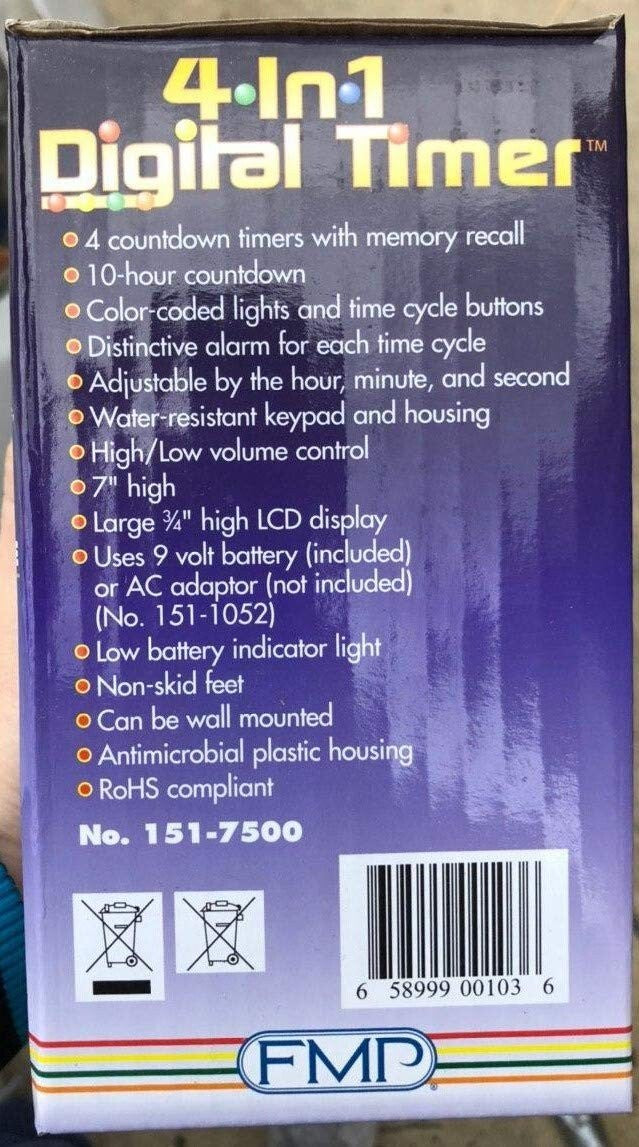 4·In·1
Digital Timer™
4 countdown timers with memory recall
10-hour countdown
Color-coded lights and time cycle buttons
Distinctive alarm for each time cycle
Adjustable by the hour, minute, and second
Water-resistant keypad and housing
High/Low volume control
7" high
Large ¾" high LCD display
Uses 9 volt battery (included)
or AC adaptor (not included)
(No. 151-1052)
Low battery indicator light
Non-skid feet
Can be wall mounted
Antimicrobial plastic housing
RoHS compliant
No. 151-7500
6 58999 00103 6
FMP®